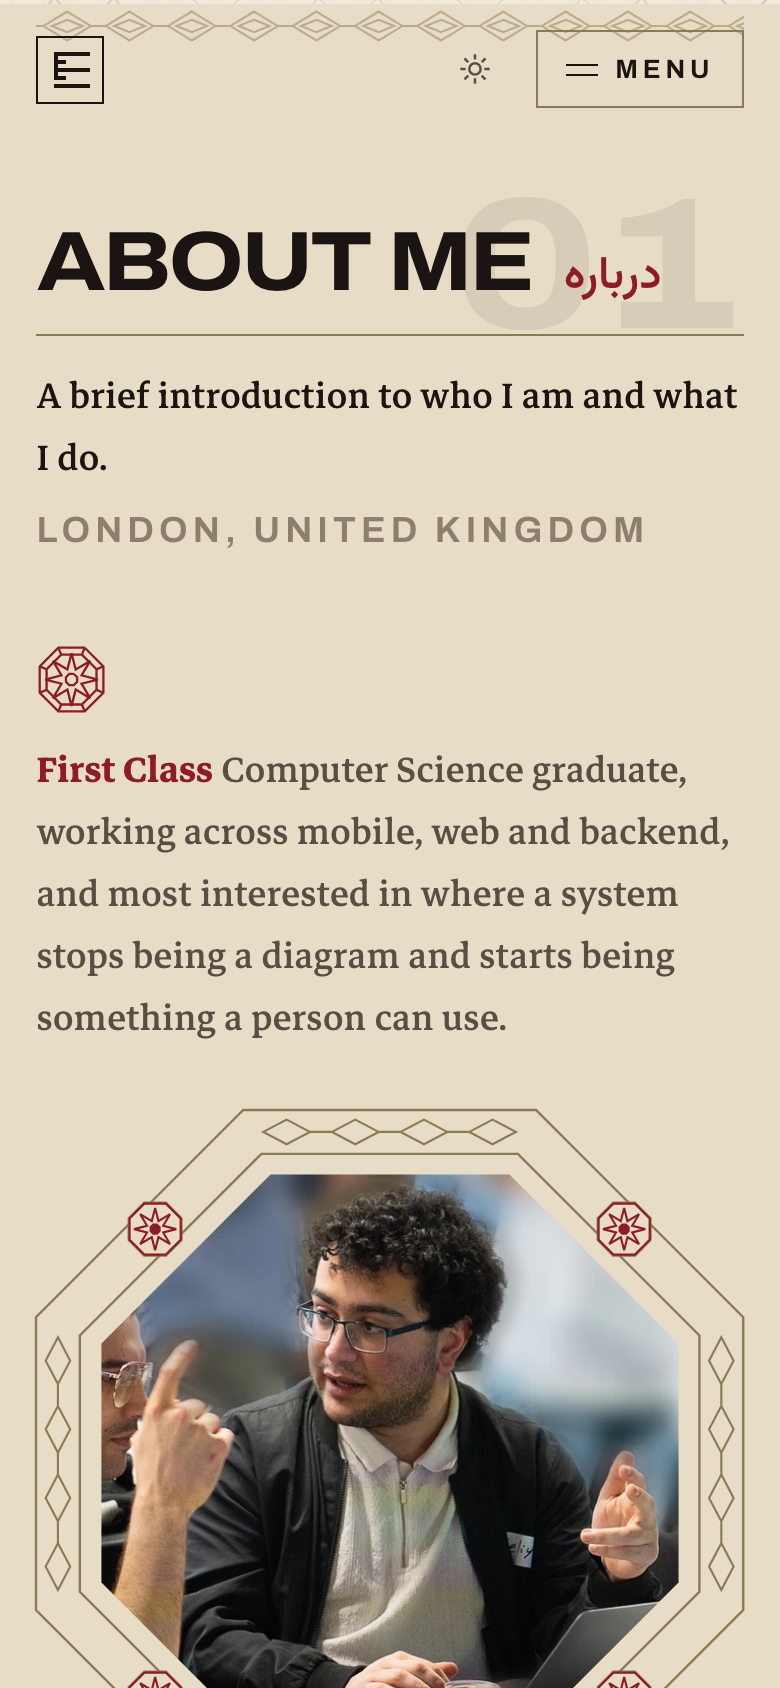 MENU
01
ABOUT ME درباره
A brief introduction to who I am and what
I do.
LONDON, UNITED KINGDOM
First Class Computer Science graduate,
working across mobile, web and backend,
and most interested in where a system
stops being a diagram and starts being
something a person can use.